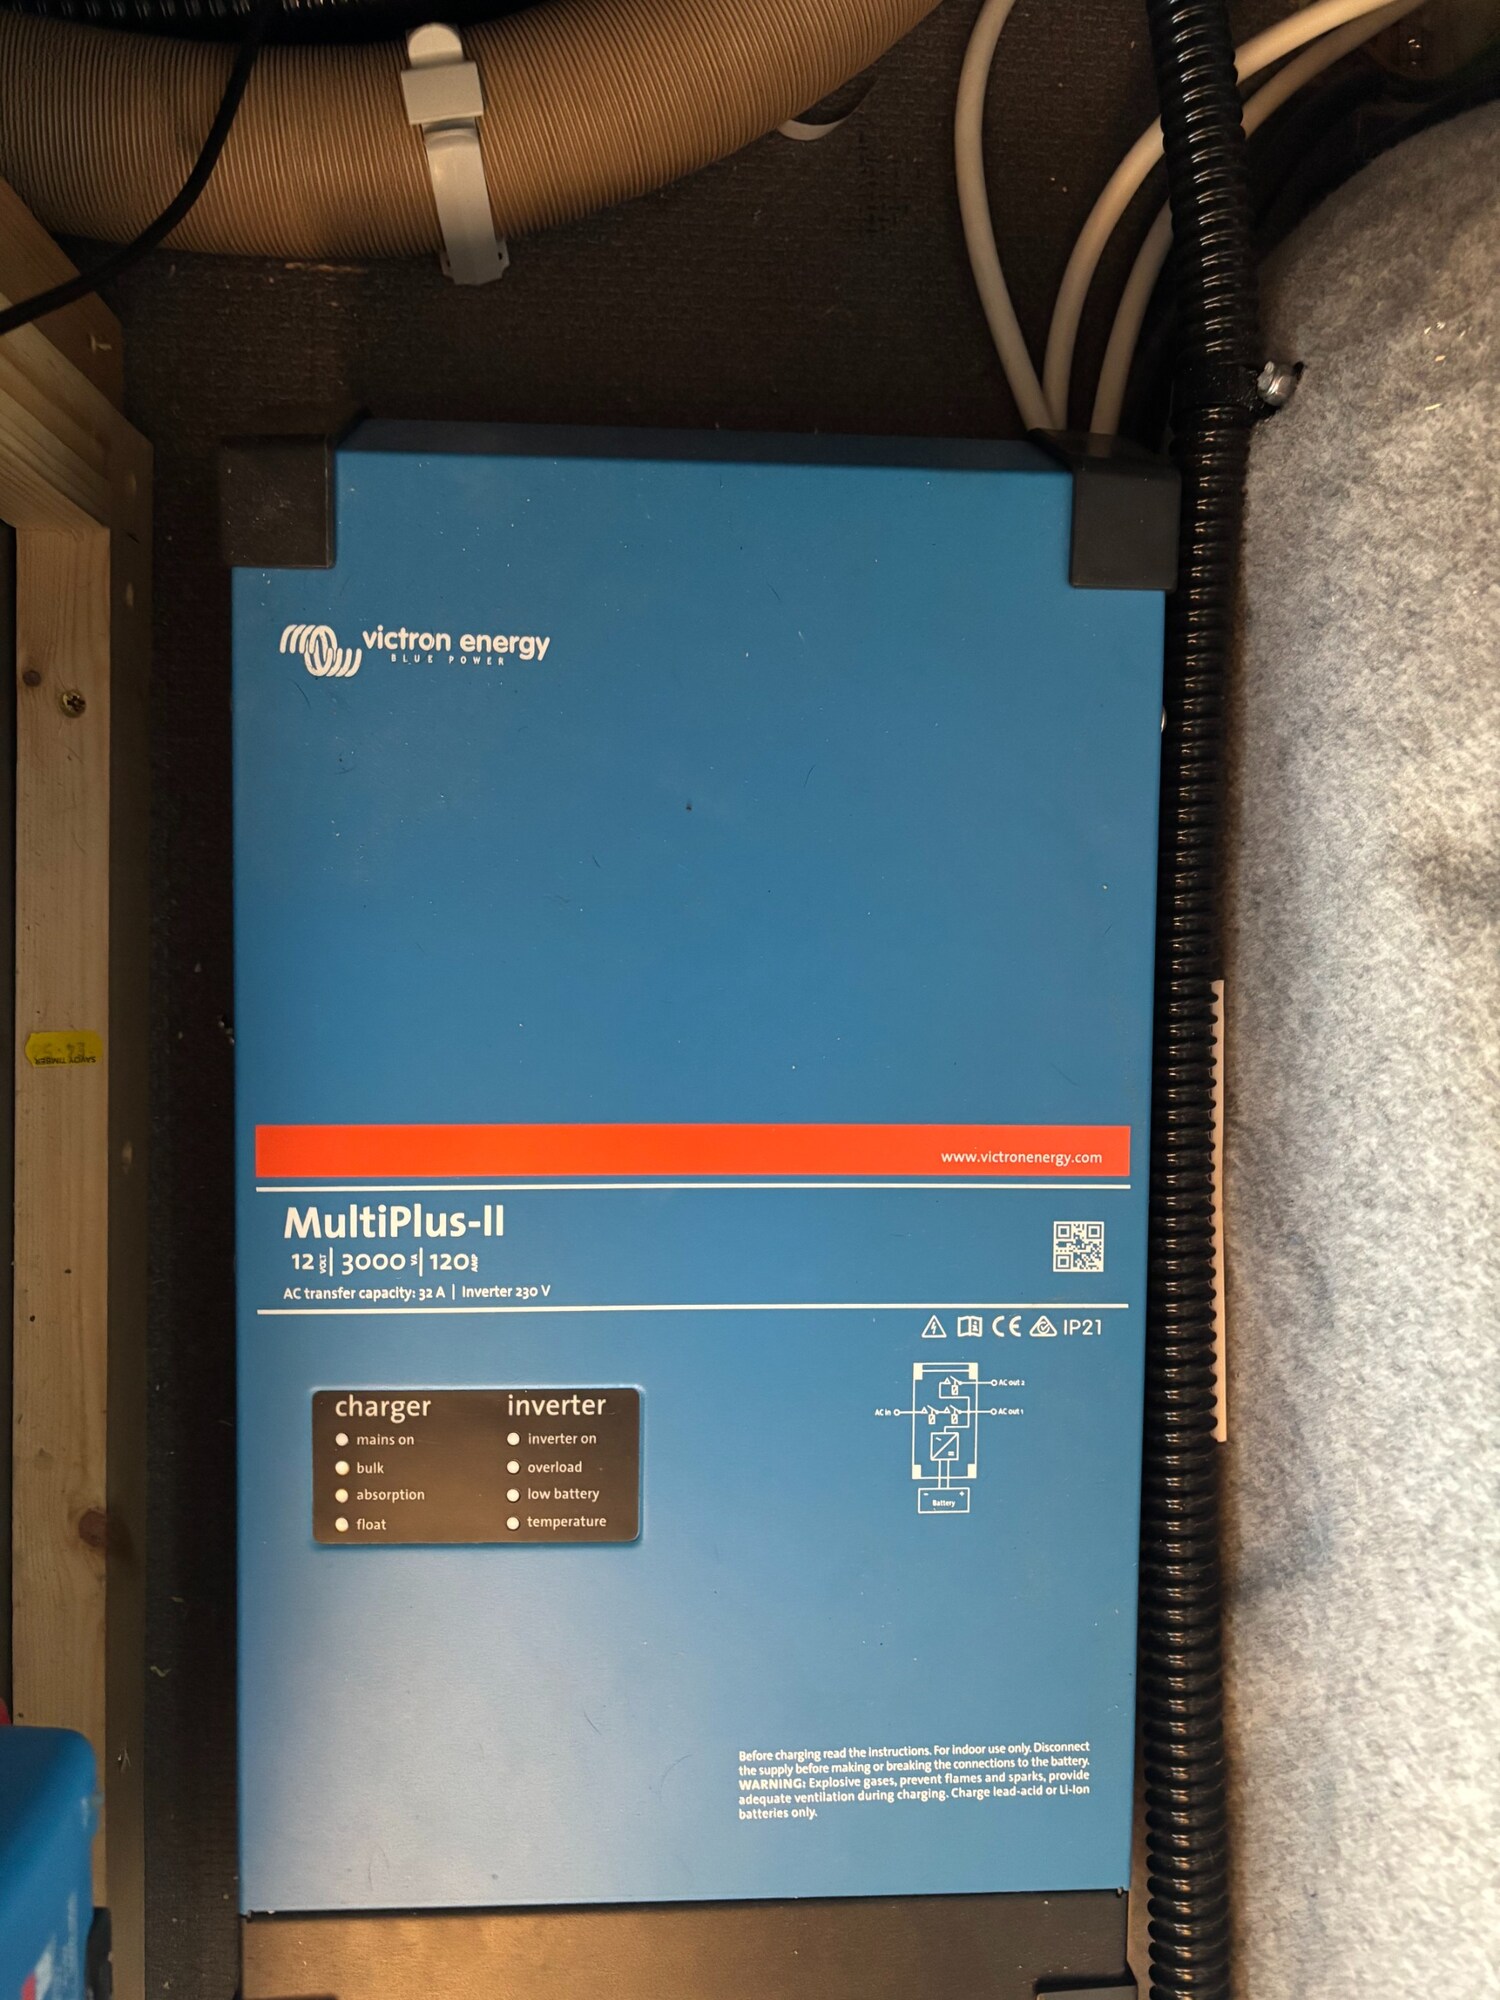 victron energy
BLUE POWER
www.victronenergy.com
MultiPlus-II
12 VOLT | 3000 VA | 120 AMP
AC transfer capacity: 32 A | Inverter 230 V
CE IP21
charger inverter
mains on inverter on
bulk overload
absorption low battery
float temperature
AC out 2
AC in AC out 1
- +
Battery
SAVOY TIMBER
Before charging read the instructions. For indoor use only. Disconnect
the supply before making or breaking the connections to the battery.
WARNING: Explosive gases, prevent flames and sparks, provide
adequate ventilation during charging. Charge lead-acid or Li-Ion
batteries only.